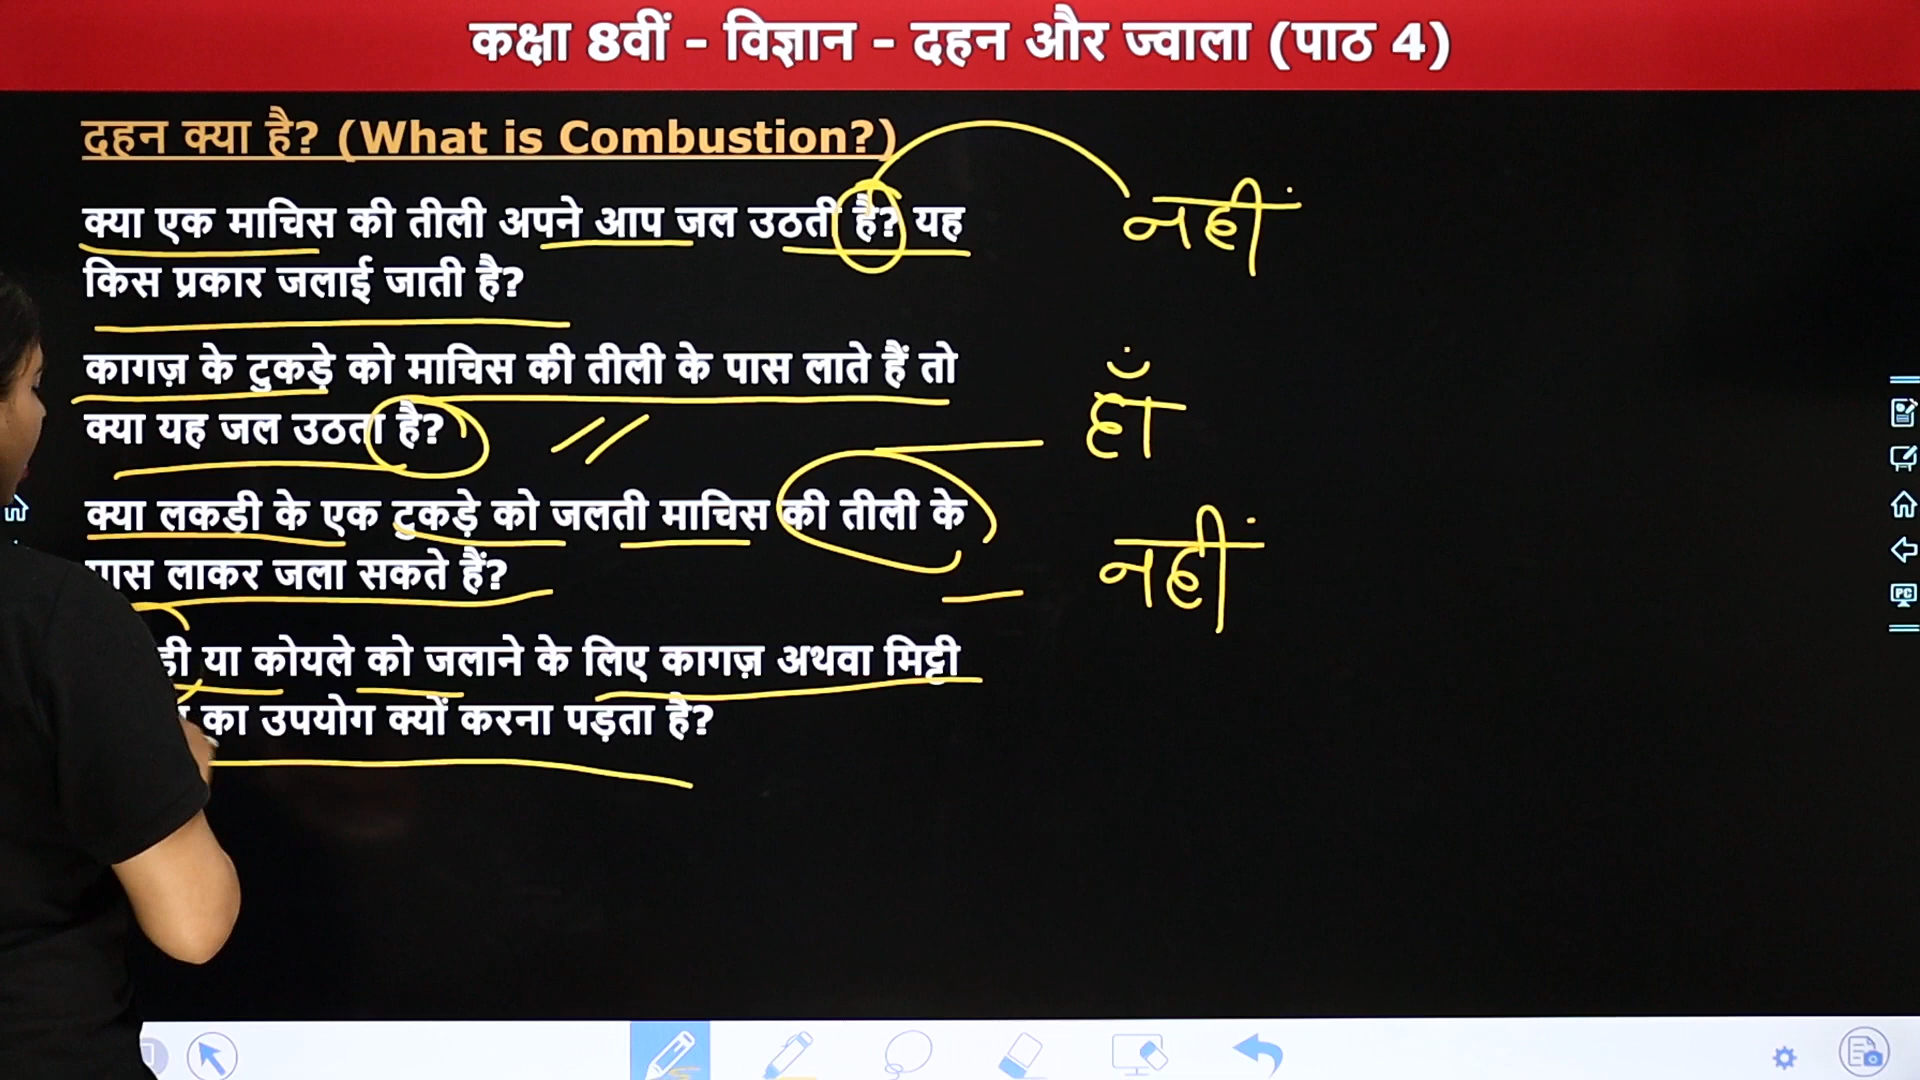 कक्षा 8वीं - विज्ञान - दहन और ज्वाला (पाठ 4)
दहन क्या है? (What is Combustion?)
क्या एक माचिस की तीली अपने आप जल उठती है? यह
नहीं
किस प्रकार जलाई जाती है?
कागज़ के टुकड़े को माचिस की तीली के पास लाते हैं तो
क्या यह जल उठता है?
हाँ
क्या लकड़ी के एक टुकड़े को जलती माचिस की तीली के
पास लाकर जला सकते हैं?
नहीं
या कोयले को जलाने के लिए कागज़ अथवा मिट्टी
का उपयोग क्यों करना पड़ता है?
PC